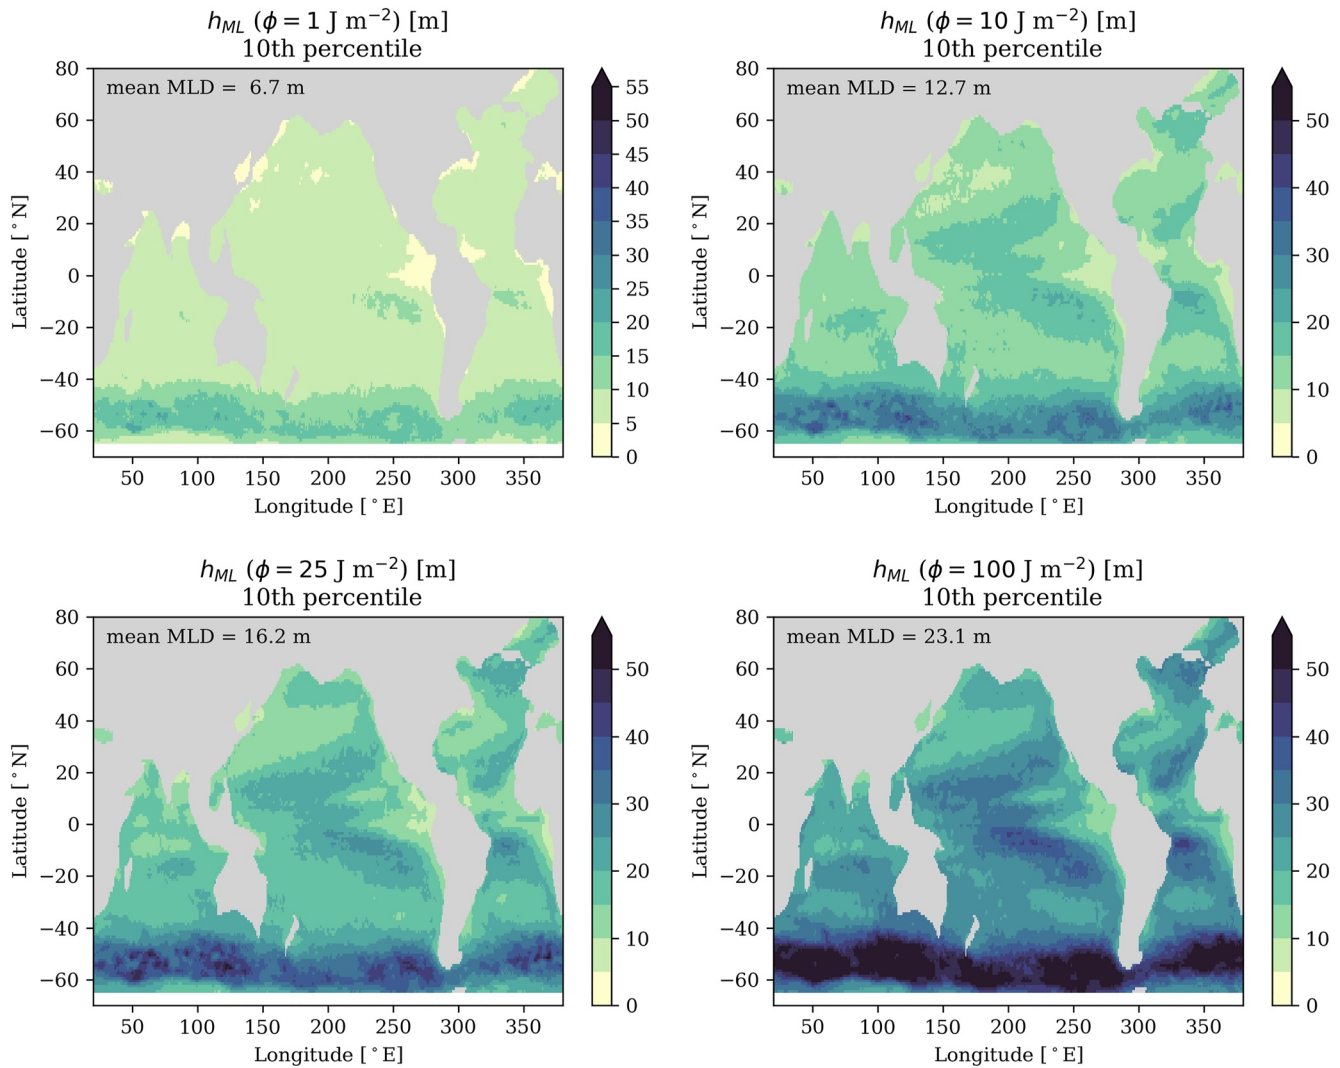 h_ML (ϕ = 1 J m⁻²) [m]
10th percentile
mean MLD = 6.7 m
80
60
40
20
0
−20
−40
−60
Latitude [°N]
50 100 150 200 250 300 350
Longitude [°E]
55
50
45
40
35
30
25
20
15
10
5
0
h_ML (ϕ = 10 J m⁻²) [m]
10th percentile
mean MLD = 12.7 m
80
60
40
20
0
−20
−40
−60
Latitude [°N]
50 100 150 200 250 300 350
Longitude [°E]
50
40
30
20
10
0
h_ML (ϕ = 25 J m⁻²) [m]
10th percentile
mean MLD = 16.2 m
80
60
40
20
0
−20
−40
−60
Latitude [°N]
50 100 150 200 250 300 350
Longitude [°E]
50
40
30
20
10
0
h_ML (ϕ = 100 J m⁻²) [m]
10th percentile
mean MLD = 23.1 m
80
60
40
20
0
−20
−40
−60
Latitude [°N]
50 100 150 200 250 300 350
Longitude [°E]
50
40
30
20
10
0